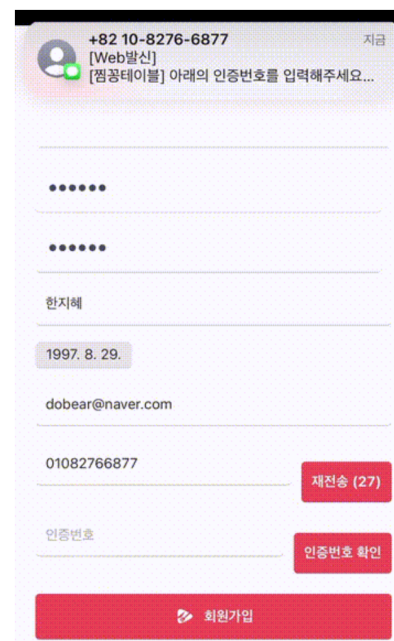 +82 10-8276-6877
지금
[Web발신]
[찜꽁테이블] 아래의 인증번호를 입력해주세요...
●●●●●●
●●●●●●
한지혜
1997. 8. 29.
dobear@naver.com
01082766877
재전송 (27)
인증번호
인증번호 확인
회원가입